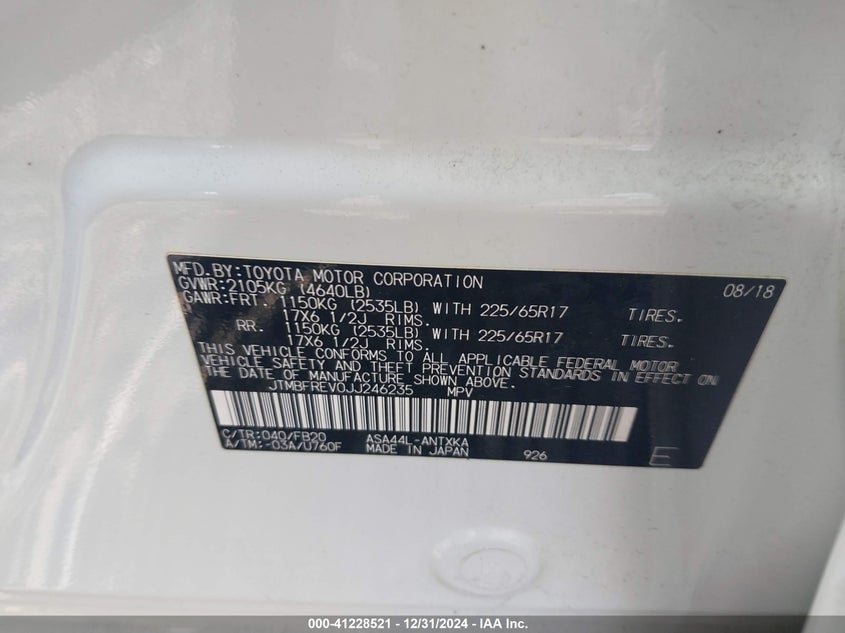 MFD.BY:TOYOTA MOTOR CORPORATION 08/18
GVWR:2105KG (4640LB)
GAWR:FRT. 1150KG (2535LB) WITH 225/65R17 TIRES.
17X6 1/2J RIMS.
RR. 1150KG (2535LB) WITH 225/65R17 TIRES.
17X6 1/2J RIMS.
THIS VEHICLE CONFORMS TO ALL APPLICABLE FEDERAL MOTOR
VEHICLE SAFETY AND THEFT PREVENTION STANDARDS IN EFFECT ON
THE DATE OF MANUFACTURE SHOWN ABOVE.
JTMBFREV0JJ246235 MPV
C/TR:040/FB20 ASA44L-ANTXKA
A/TM:-03A/U760F MADE IN JAPAN 926 E
000-41228521 - 12/31/2024 - IAA Inc.